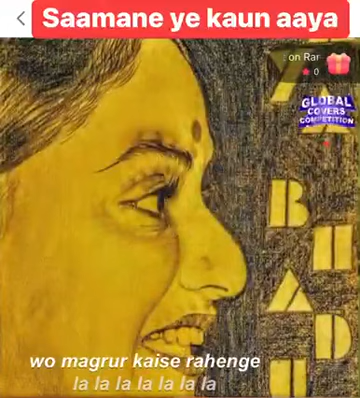 Saamane ye kaun aaya
: on Rar
0
GLOBAL
COVERS
COMPETITION
B
H
A
D
wo magrur kaise rahenge
la la la la la la la